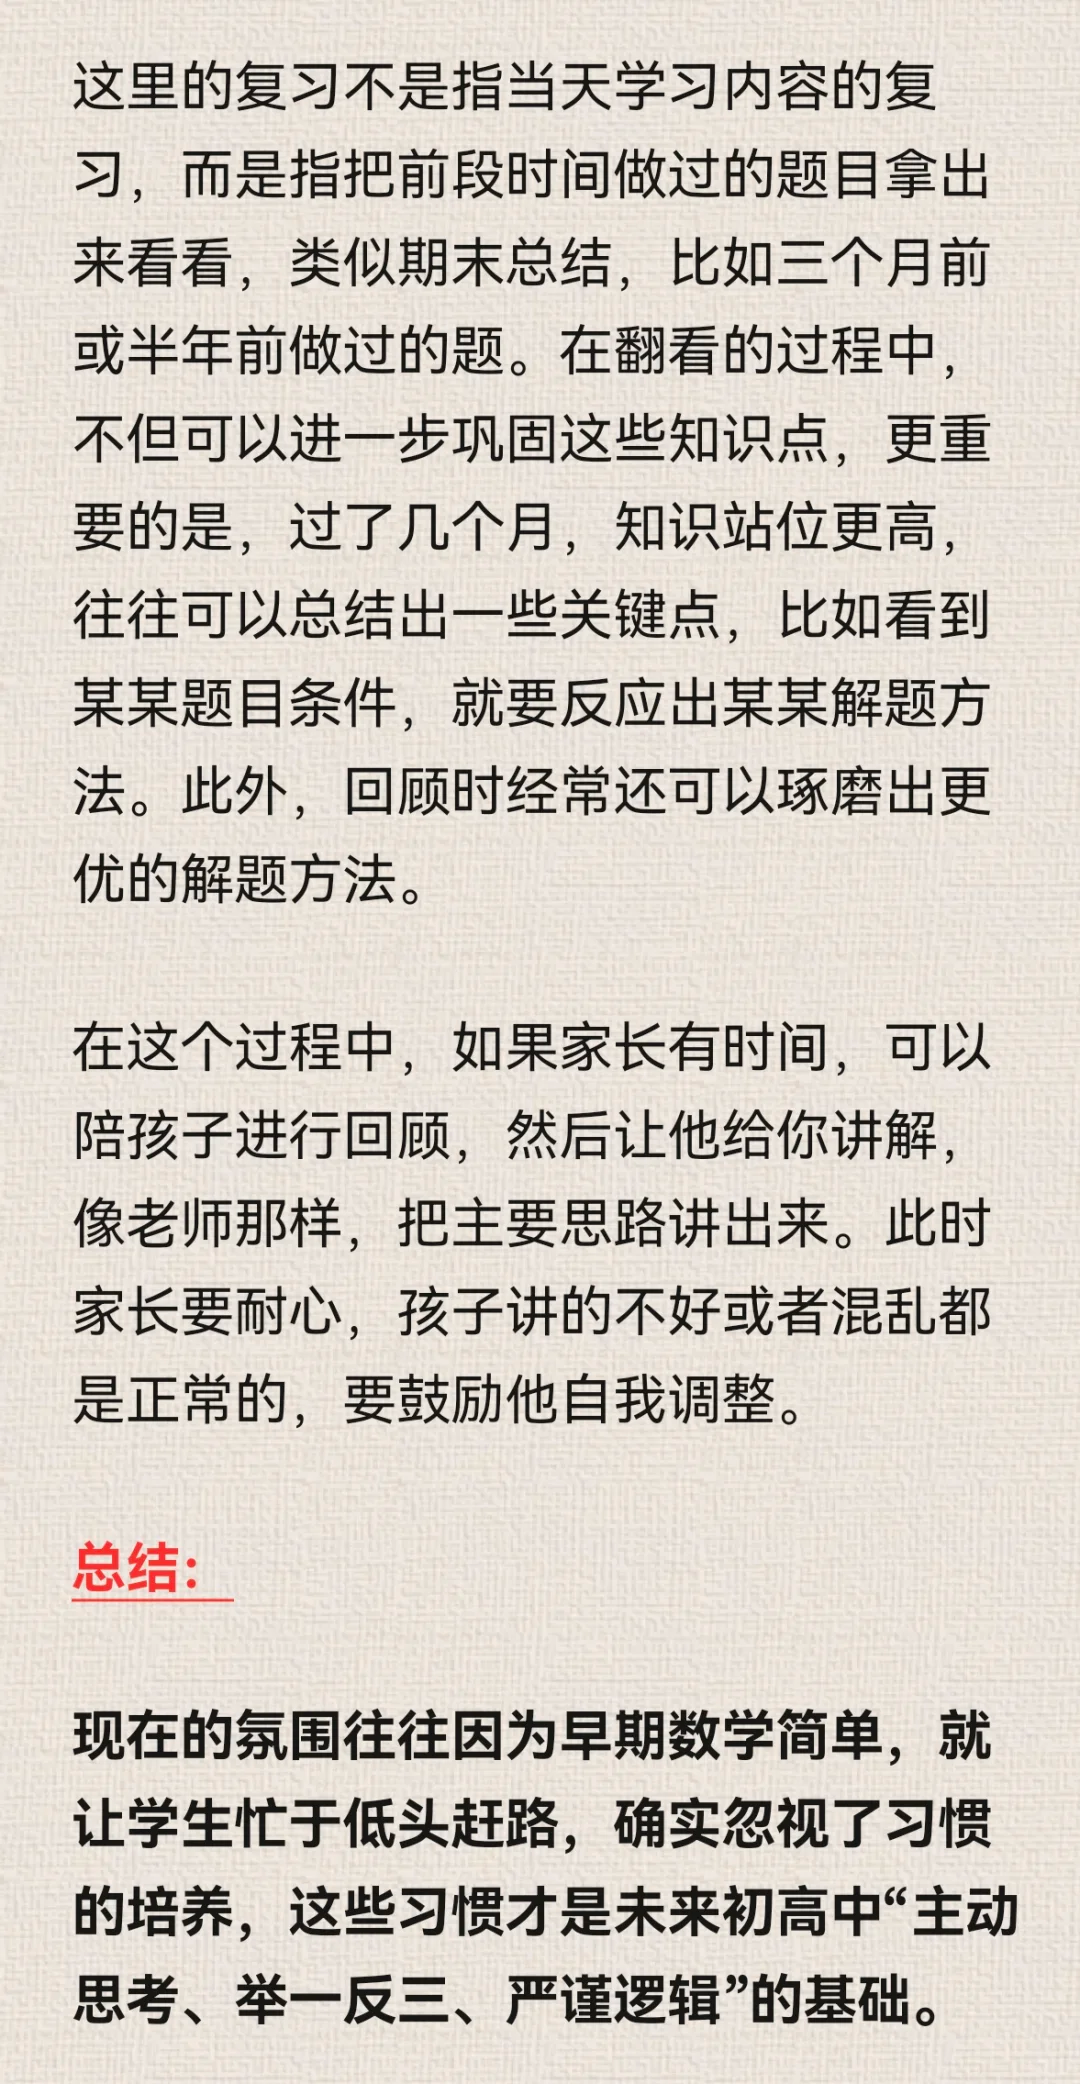 这里的复习不是指当天学习内容的复
习，而是指把前段时间做过的题目拿出
来看看，类似期末总结，比如三个月前
或半年前做过的题。在翻看的过程中，
不但可以进一步巩固这些知识点，更重
要的是，过了几个月，知识站位更高，
往往可以总结出一些关键点，比如看到
某某题目条件，就要反应出某某解题方
法。此外，回顾时经常还可以琢磨出更
优的解题方法。
在这个过程中，如果家长有时间，可以
陪孩子进行回顾，然后让他给你讲解，
像老师那样，把主要思路讲出来。此时
家长要耐心，孩子讲的不好或者混乱都
是正常的，要鼓励他自我调整。
总结：
现在的氛围往往因为早期数学简单，就
让学生忙于低头赶路，确实忽视了习惯
的培养，这些习惯才是未来初高中“主动
思考、举一反三、严谨逻辑”的基础。